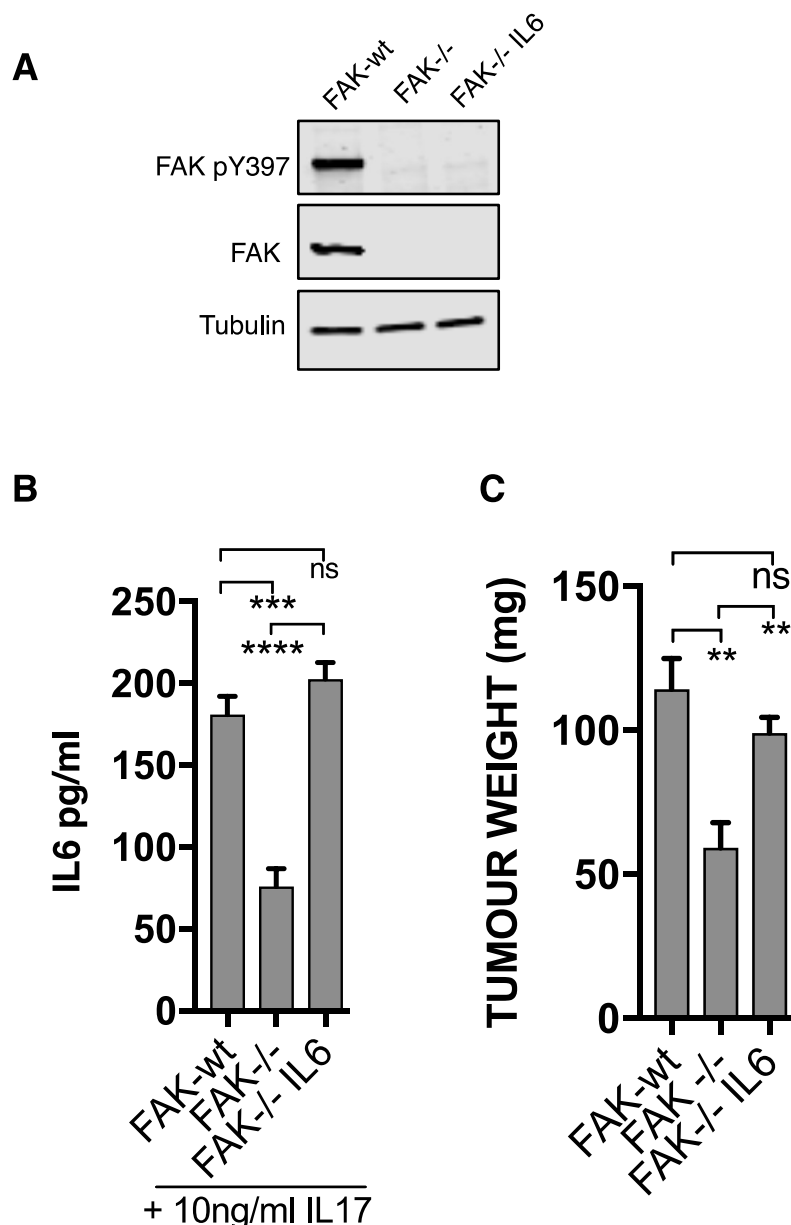 A
FAK-wt
FAK-/-
FAK-/- IL6
FAK pY397
FAK
Tubulin
B
IL6 pg/ml
250
200
150
100
50
0
ns
***
****
FAK-wt
FAK-/-
FAK-/- IL6
+ 10ng/ml IL17
C
TUMOUR WEIGHT (mg)
150
100
50
0
ns
**
**
FAK-wt
FAK -/-
FAK-/- IL6